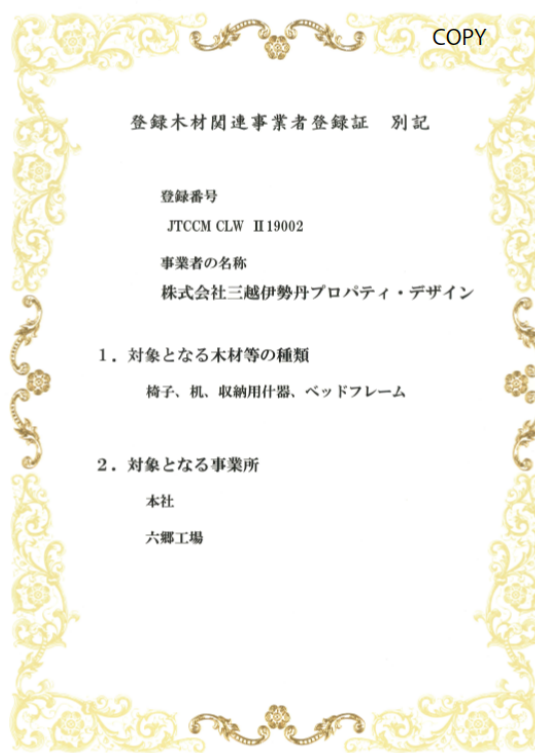 COPY
登録木材関連事業者登録証　別記
登録番号
JTCCM CLW Ⅱ19002
事業者の名称
株式会社三越伊勢丹プロパティ・デザイン
１．対象となる木材等の種類
椅子、机、収納用什器、ベッドフレーム
２．対象となる事業所
本社
六郷工場